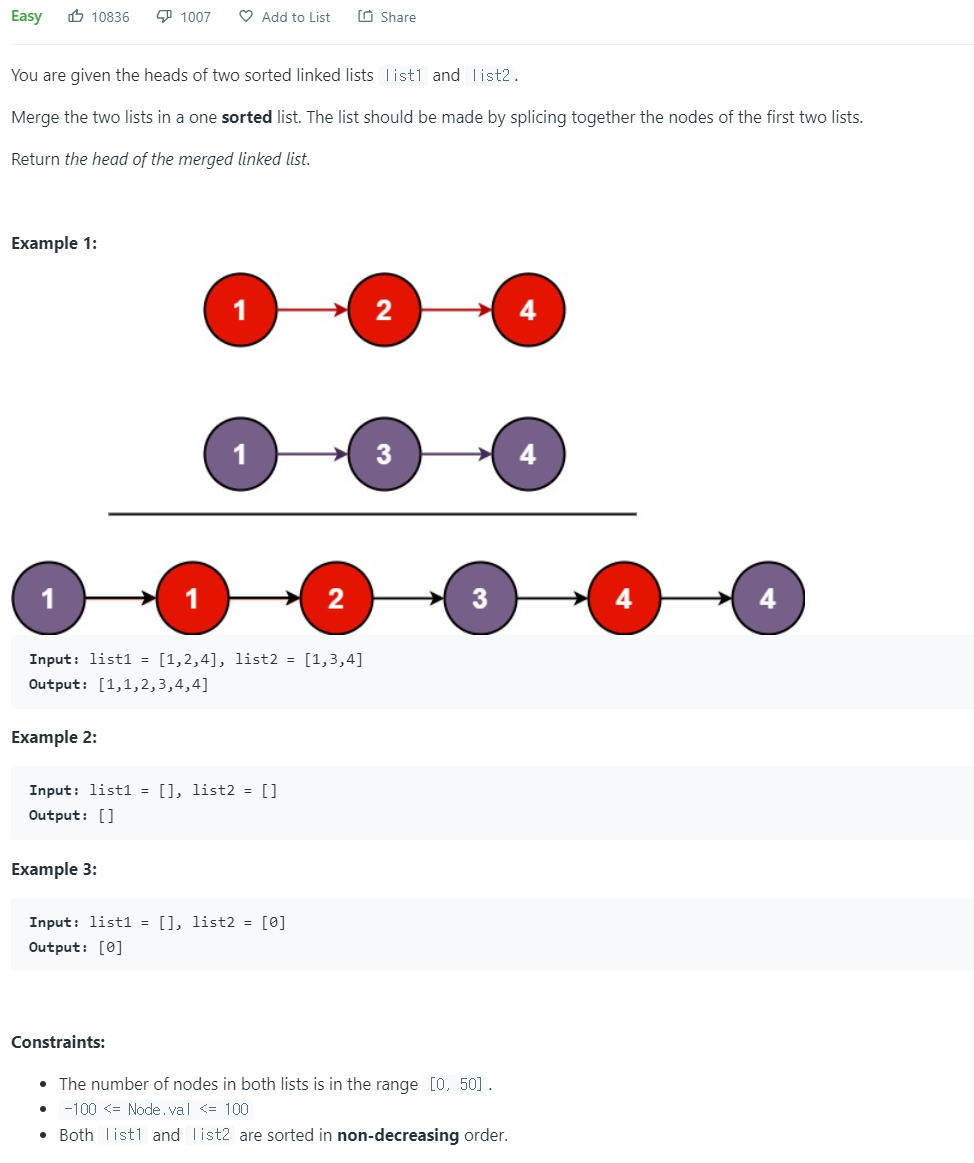 Easy 10836 1007 Add to List Share
You are given the heads of two sorted linked lists list1 and list2.
Merge the two lists in a one sorted list. The list should be made by splicing together the nodes of the first two lists.
Return the head of the merged linked list.
Example 1:
1 2 4
1 3 4
1 1 2 3 4 4
Input: list1 = [1,2,4], list2 = [1,3,4]
Output: [1,1,2,3,4,4]
Example 2:
Input: list1 = [], list2 = []
Output: []
Example 3:
Input: list1 = [], list2 = [0]
Output: [0]
Constraints:
• The number of nodes in both lists is in the range [0, 50].
• -100 <= Node.val <= 100
• Both list1 and list2 are sorted in non-decreasing order.